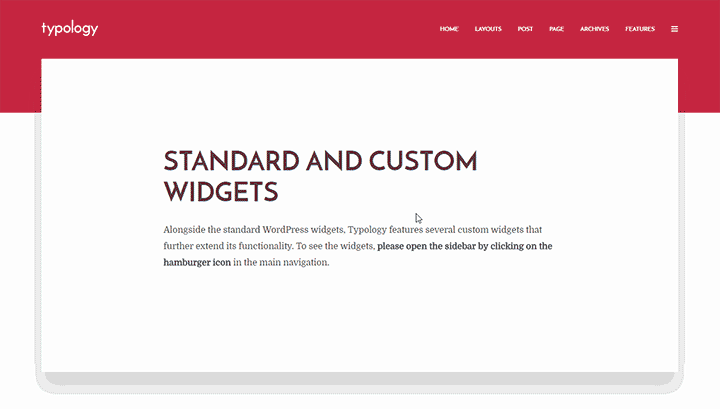 typology
HOME LAYOUTS POST PAGE ARCHIVES FEATURES
STANDARD AND CUSTOM
WIDGETS
Alongside the standard WordPress widgets, Typology features several custom widgets that
further extend its functionality. To see the widgets, please open the sidebar by clicking on the
hamburger icon in the main navigation.